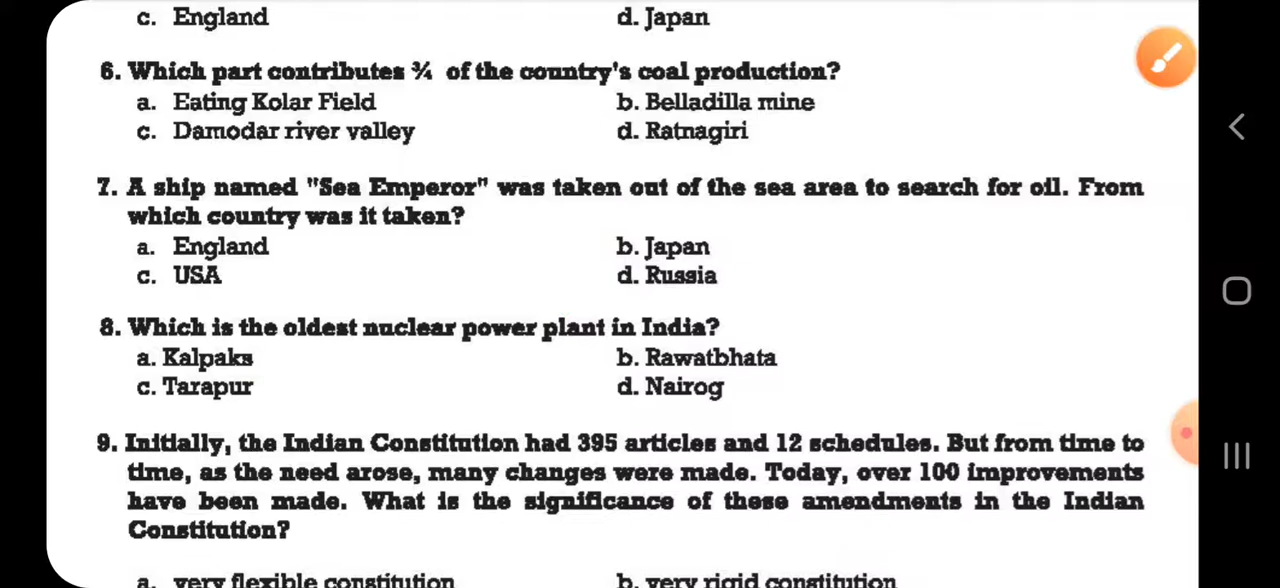 c. England d. Japan
6. Which part contributes ¾ of the country's coal production?
a. Eating Kolar Field b. Belladilla mine
c. Damodar river valley d. Ratnagiri
7. A ship named "Sea Emperor" was taken out of the sea area to search for oil. From
which country was it taken?
a. England b. Japan
c. USA d. Russia
8. Which is the oldest nuclear power plant in India?
a. Kalpaks b. Rawatbhata
c. Tarapur d. Nairog
9. Initially, the Indian Constitution had 395 articles and 12 schedules. But from time to
time, as the need arose, many changes were made. Today, over 100 improvements
have been made. What is the significance of these amendments in the Indian
Constitution?
a. very flexible constitution b. very rigid constitution